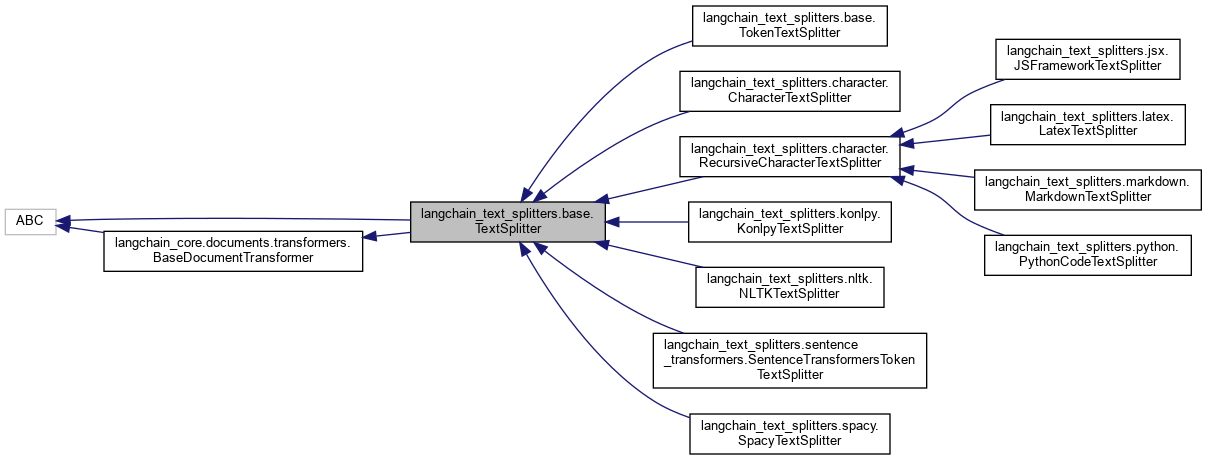 ABC
langchain_core.documents.transformers.
BaseDocumentTransformer
langchain_text_splitters.base.
TextSplitter
langchain_text_splitters.base.
TokenTextSplitter
langchain_text_splitters.character.
CharacterTextSplitter
langchain_text_splitters.character.
RecursiveCharacterTextSplitter
langchain_text_splitters.konlpy.
KonlpyTextSplitter
langchain_text_splitters.nltk.
NLTKTextSplitter
langchain_text_splitters.sentence
_transformers.SentenceTransformersToken
TextSplitter
langchain_text_splitters.spacy.
SpacyTextSplitter
langchain_text_splitters.jsx.
JSFrameworkTextSplitter
langchain_text_splitters.latex.
LatexTextSplitter
langchain_text_splitters.markdown.
MarkdownTextSplitter
langchain_text_splitters.python.
PythonCodeTextSplitter